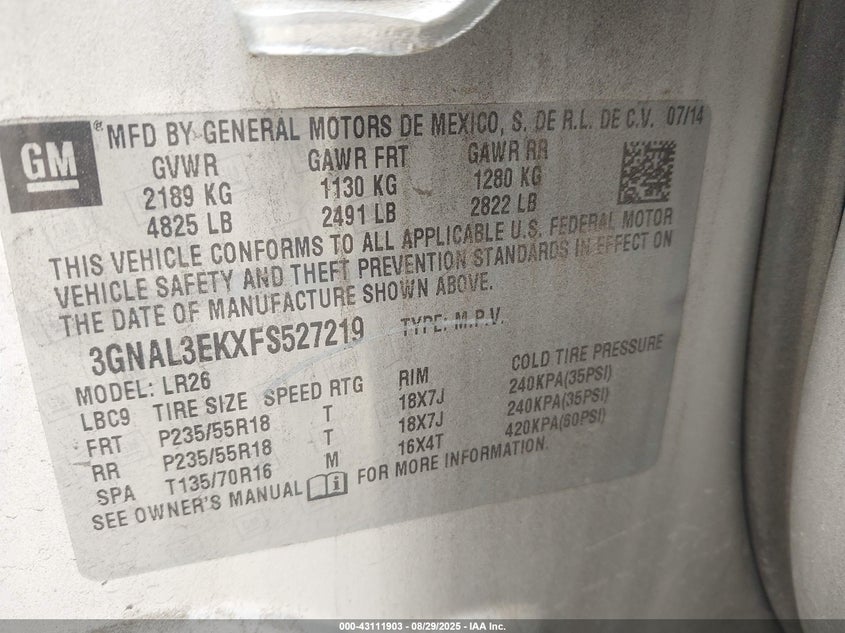 GM ® MFD BY GENERAL MOTORS DE MEXICO, S. DE R.L. DE C.V. 07/14
GVWR GAWR FRT GAWR RR
2189 KG 1130 KG 1280 KG
4825 LB 2491 LB 2822 LB
THIS VEHICLE CONFORMS TO ALL APPLICABLE U.S. FEDERAL MOTOR
VEHICLE SAFETY AND THEFT PREVENTION STANDARDS IN EFFECT ON
THE DATE OF MANUFACTURE SHOWN ABOVE.
3GNAL3EKXFS527219 TYPE: M.P.V.
MODEL: LR26
LBC9 TIRE SIZE SPEED RTG RIM COLD TIRE PRESSURE
FRT P235/55R18 T 18X7J 240KPA(35PSI)
RR P235/55R18 T 18X7J 240KPA(35PSI)
SPA T135/70R16 M 16X4T 420KPA(60PSI)
SEE OWNER'S MANUAL FOR MORE INFORMATION.
000-43111903 - 08/29/2025 - IAA Inc.